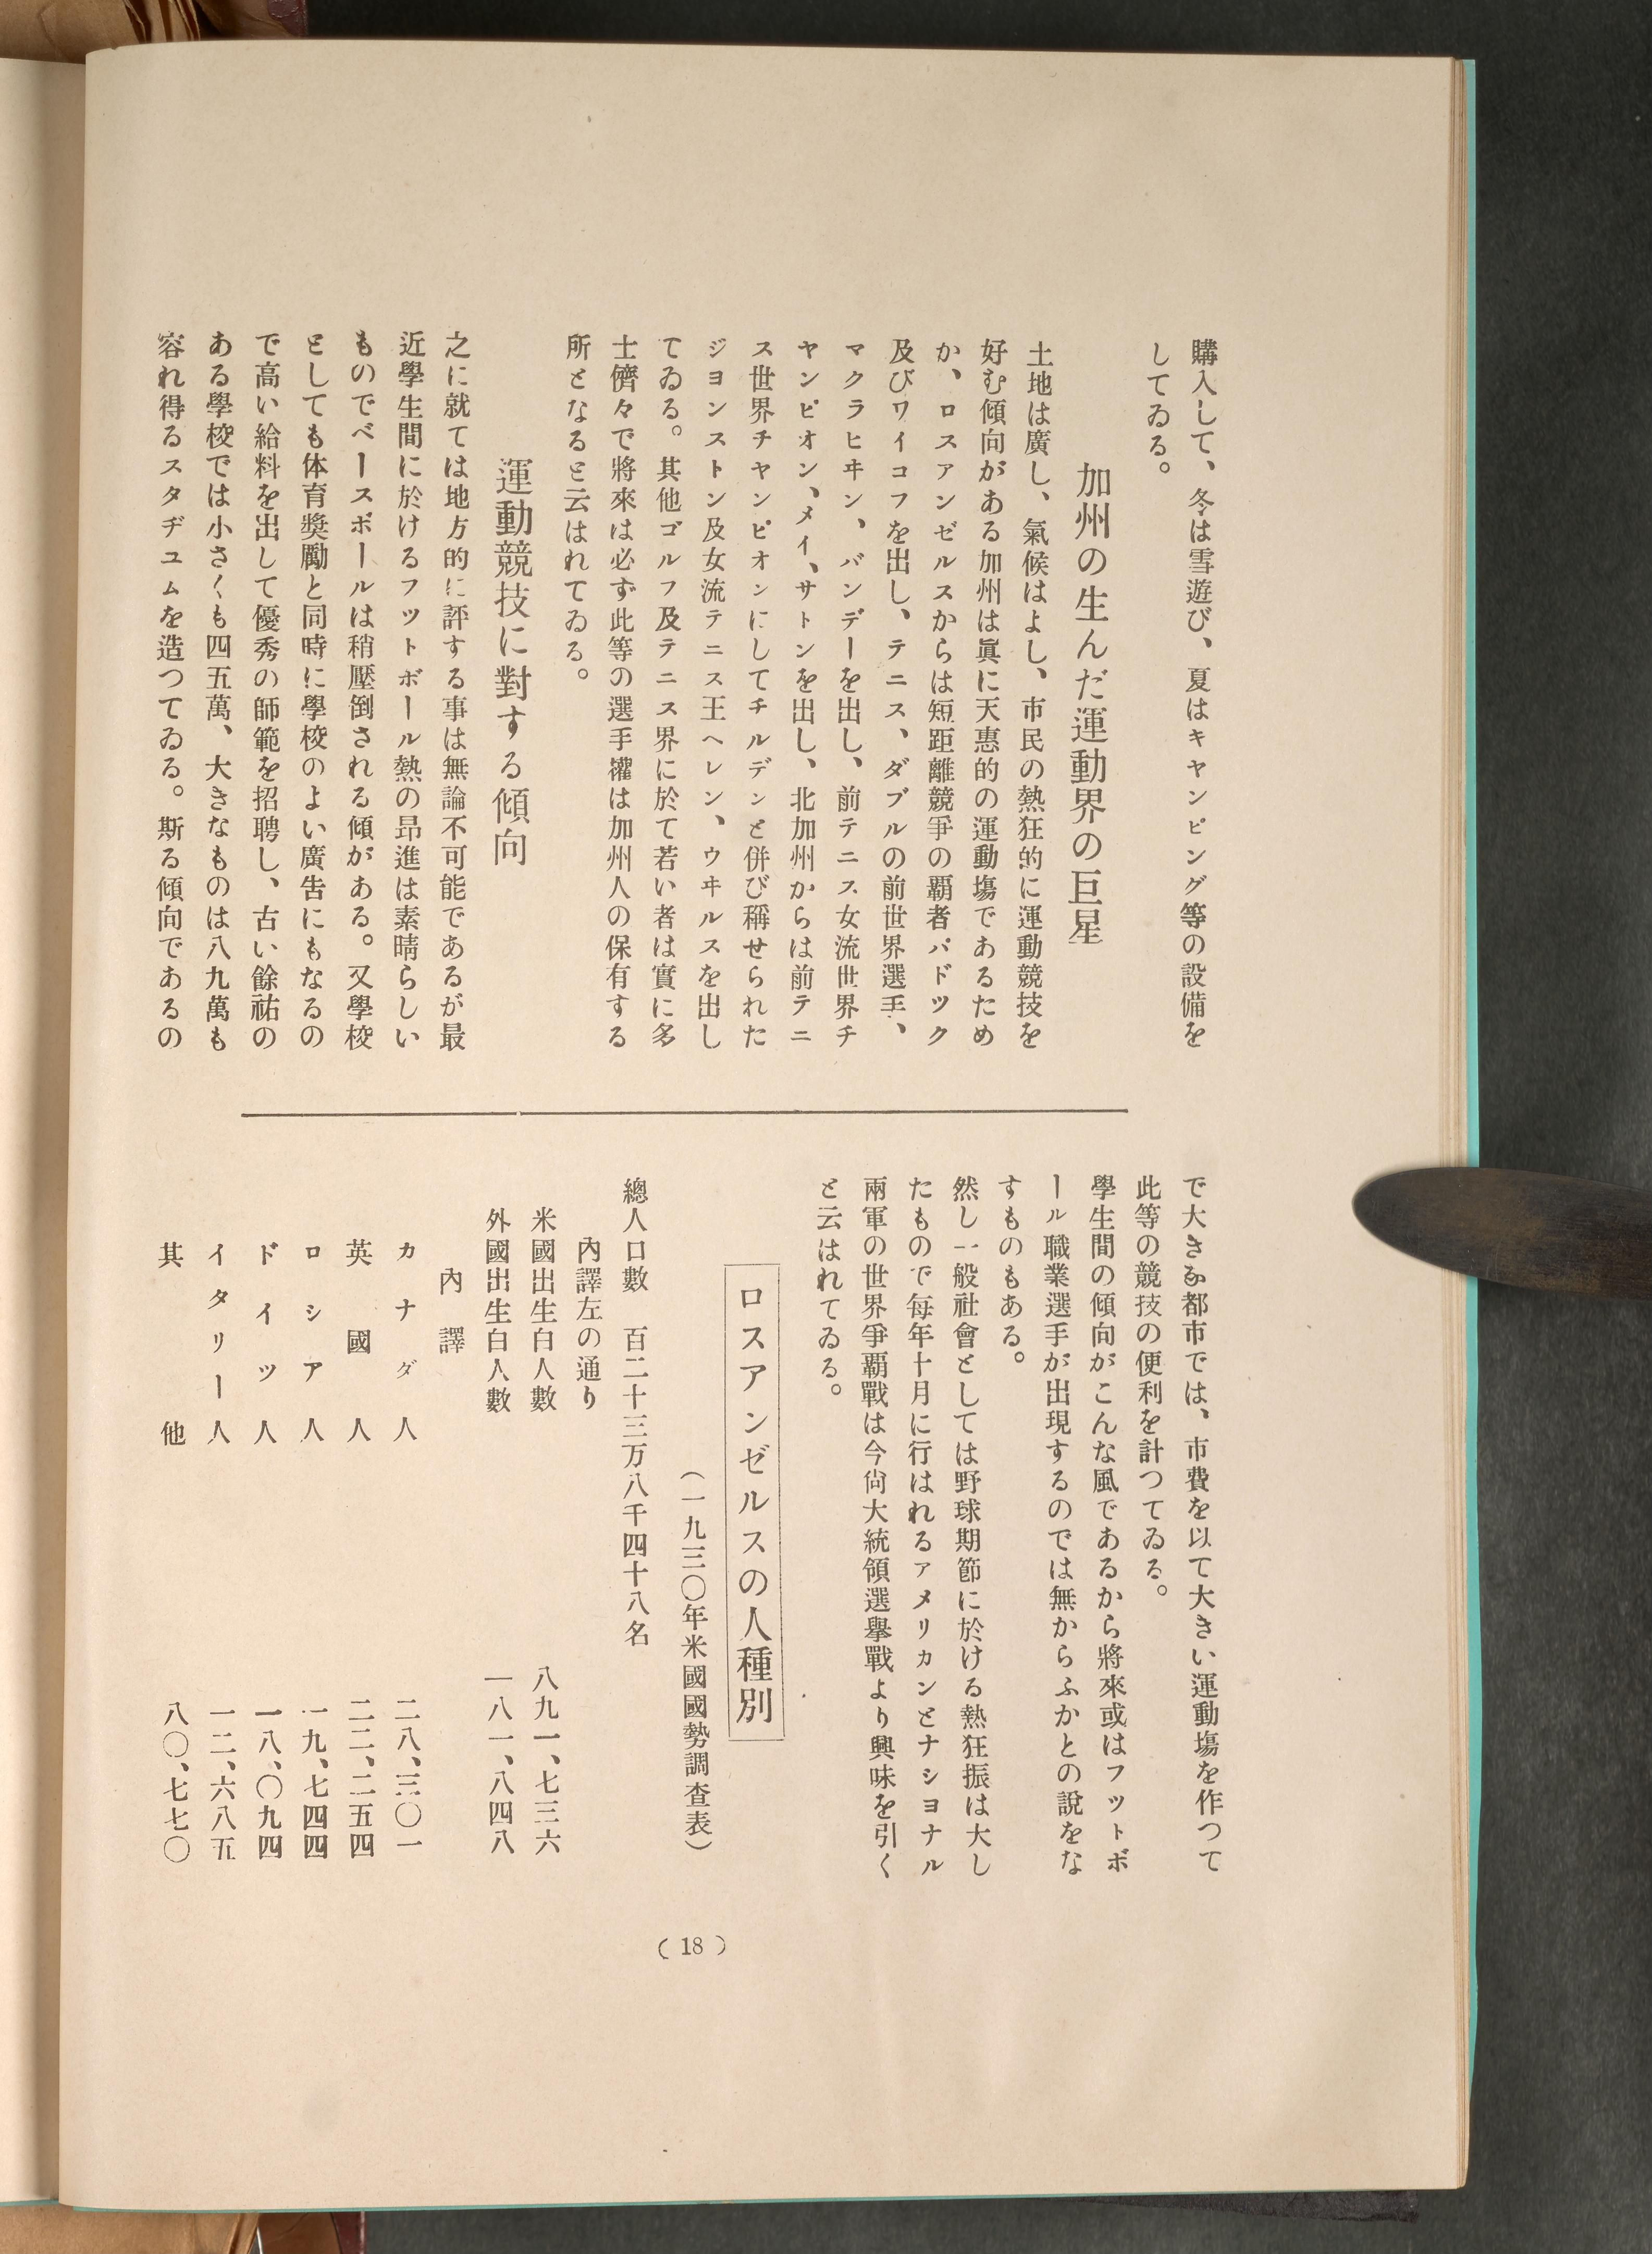 購入して、冬は雪遊び、夏はキャンピング等の設備を
してゐる。
加州の生んだ運動界の巨星
土地は廣し、氣候はよし、市民の熱狂的に運動競技を
好む傾向がある加州は眞に天惠的の運動塲であるため
か、ロスアンゼルスからは短距離競爭の覇者パドック
及びワイコフを出し、テニス、ダブルの前世界選手、
マクラヒヰン、バンデーを出し、前テニス女流世界チ
ヤンピオン、メイ、サトンを出し、北加州からは前テニ
ス世界チヤンピオンにしてチルデンと併び稱せられた
ジヨンストン及女流テニス王ヘレン、ウヰルスを出し
てゐる。其他ゴルフ及テニス界に於て若い者は實に多
士儕々で將來は必ず此等の選手權は加州人の保有する
所となると云はれてゐる。
運動競技に對する傾向
之に就ては地方的に評する事は無論不可能であるが最
近學生間に於けるフツトボール熱の昂進は素晴らしい
ものでベースボールは稍壓倒される傾がある。又學校
としても体育奬勵と同時に學校のよい廣吿にもなるの
で高い給料を出して優秀の師範を招聘し、古い餘祐の
ある學校では小さくも四五萬、大きなものは八九萬も
容れ得るスタヂユムを造つてゐる。斯る傾向であるの
で大きな都市では、市費を以て大きい運動塲を作つて
此等の競技の便利を計つてゐる。
學生間の傾向がこんな風であるから將來或はフツトボ
ール職業選手が出現するのでは無からふかとの說をな
すものもある。
然し一般社會としては野球期節に於ける熱狂振は大し
たもので每年十月に行はれるアメリカンとナシヨナル
兩軍の世界爭覇戰は今尙大統領選擧戰より興味を引く
と云はれてゐる。
ロスアンゼルスの人種別
（一九三〇年米國國勢調査表）
總人口數　百二十三万八千四十八名
內譯左の通り
米國出生白人數　八九一、七三六
外國出生白人數　一八一、八四八
內譯
カナダ人　二八、三〇一
英國人　二二、二五四
ロシア人　一九、七四四
ドイツ人　一八、〇九四
イタリー人　一二、六八五
其他　八〇、七七〇
( 18 )